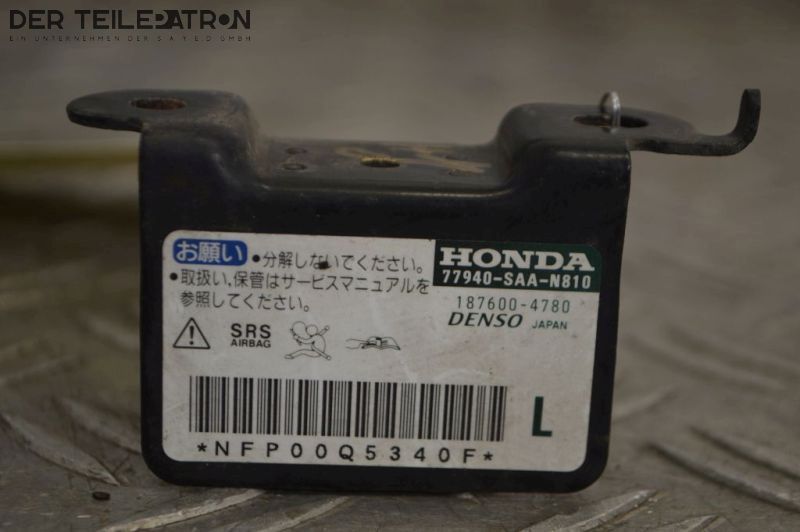 DER TEILEPATRON
EIN UNTERNEHMEN DER S A Y E D GMBH
お願い •分解しないでください。
•取扱い,保管はサービスマニュアルを
参照してください。
HONDA
77940-SAA-N810
187600-4780
DENSO JAPAN
SRS
AIRBAG
L
*NFP00Q5340F*